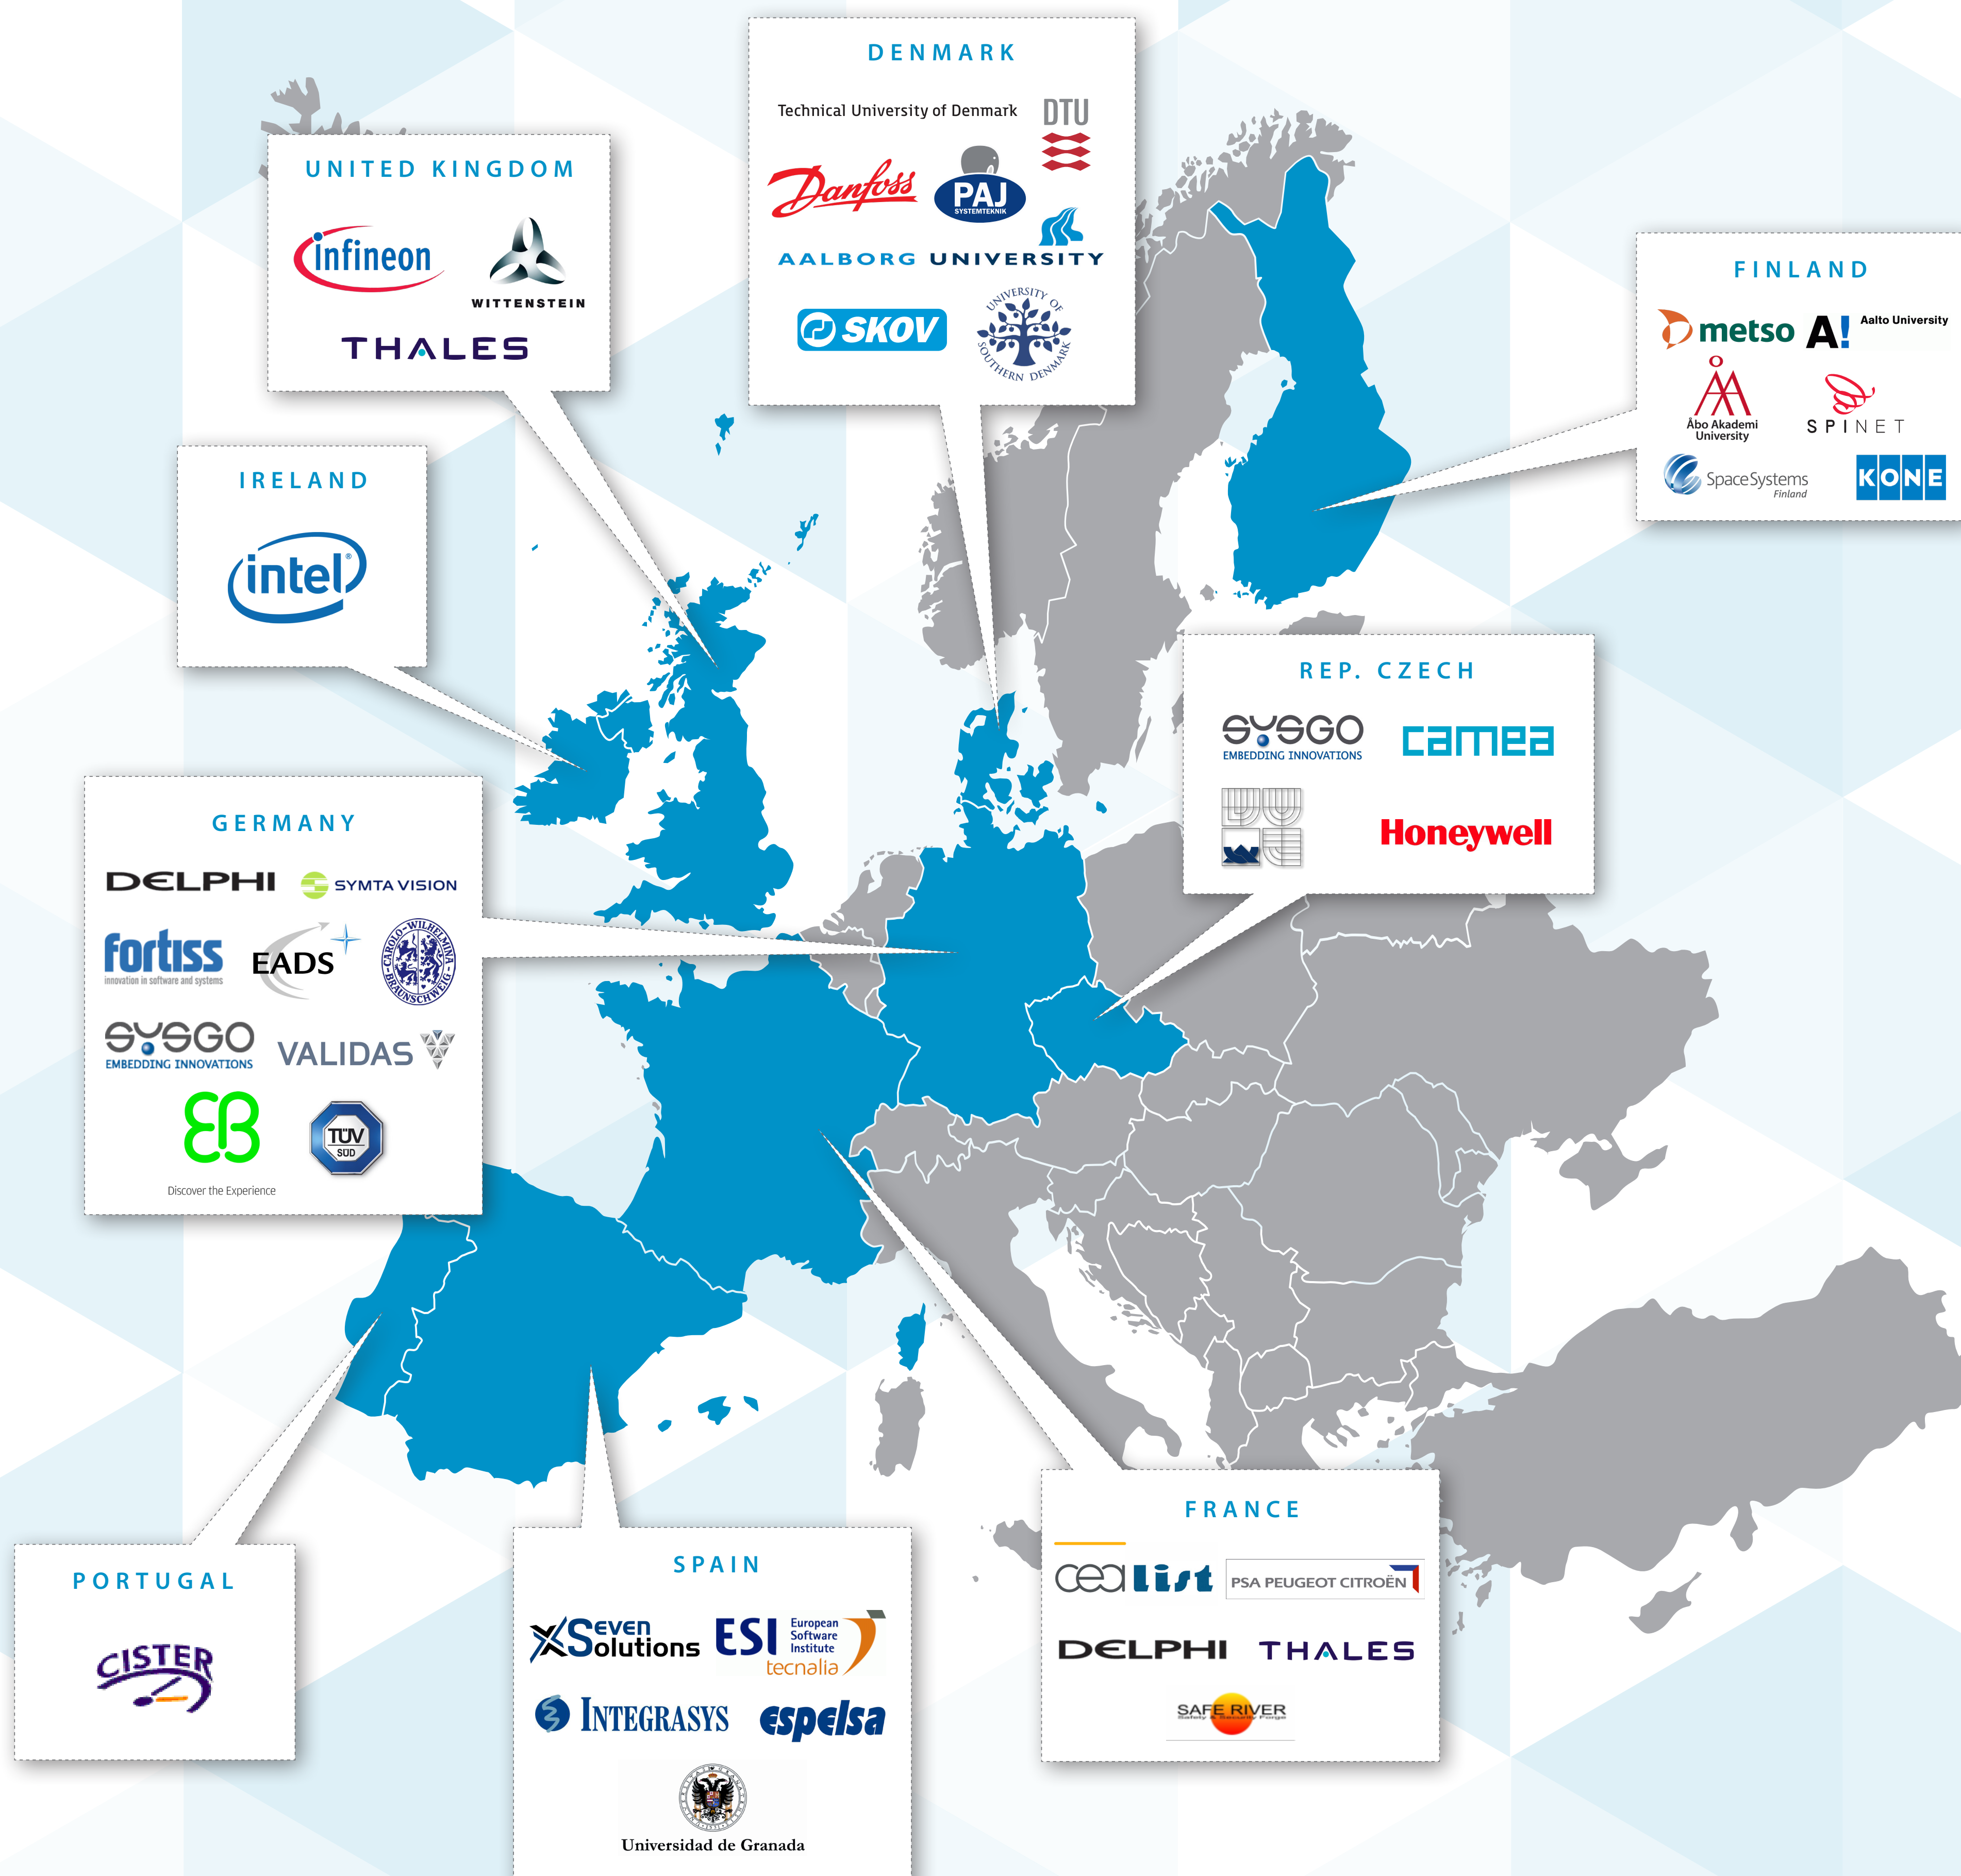 DENMARK
Technical University of Denmark
DTU
Danfoss
PAJ
SYSTEMTEKNIK
AALBORG UNIVERSITY
SKOV
UNIVERSITY OF
SOUTHERN DENMARK
UNITED KINGDOM
infineon
WITTENSTEIN
THALES
FINLAND
metso
A! Aalto University
Åbo Akademi
University
SPINET
SpaceSystems
Finland
KONE
IRELAND
intel®
REP. CZECH
SYSGO
EMBEDDING INNOVATIONS
camea
Honeywell
GERMANY
DELPHI
SYMTA VISION
fortiss
innovation in software and systems
EADS
CAROLO-WILHELMINA
BRAUNSCHWEIG
SYSGO
EMBEDDING INNOVATIONS
VALIDAS
EB
Discover the Experience
TÜV
SÜD
PORTUGAL
CISTER
SPAIN
SEVEN
Solutions
ESI
European
Software
Institute
tecnalia
INTEGRASYS
espelsa
Universidad de Granada
FRANCE
cea list
PSA PEUGEOT CITROËN
DELPHI
THALES
SAFE RIVER
Safety & Security Forge